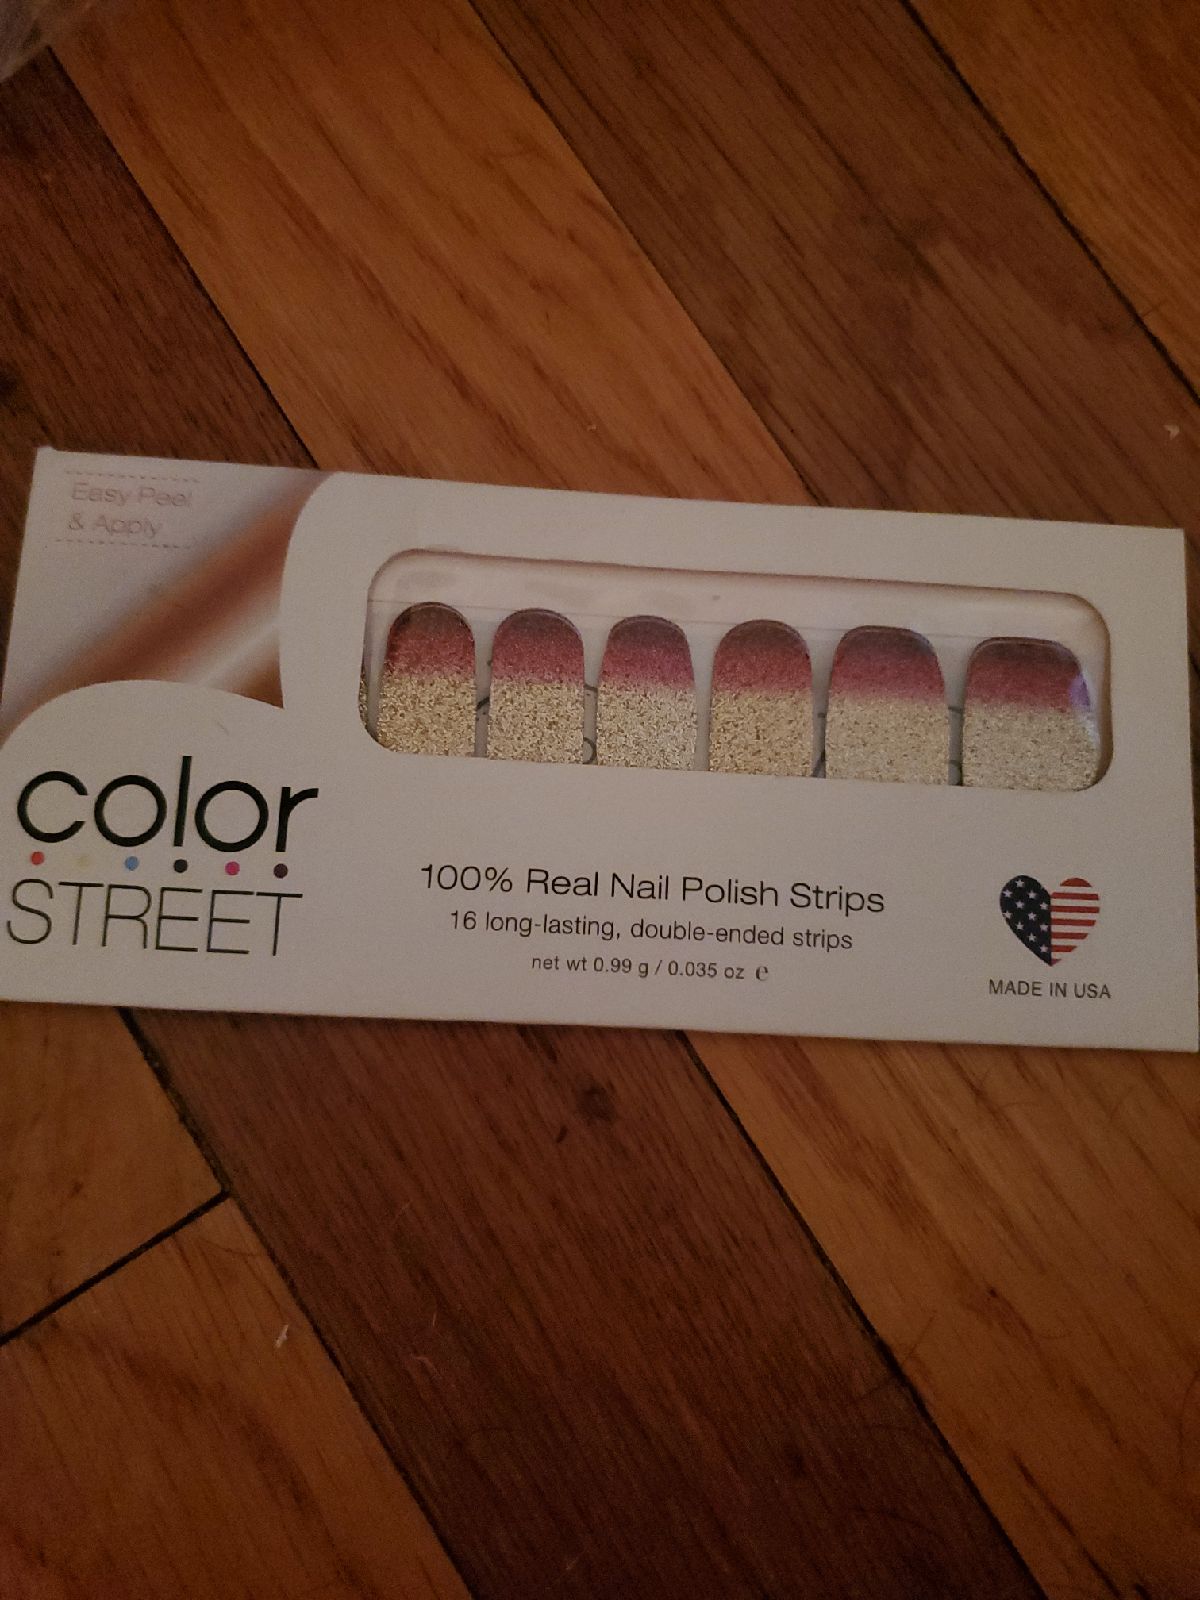 Easy Peel
& Apply
color
STREET
100% Real Nail Polish Strips
16 long-lasting, double-ended strips
net wt 0.99 g / 0.035 oz ℮
MADE IN USA